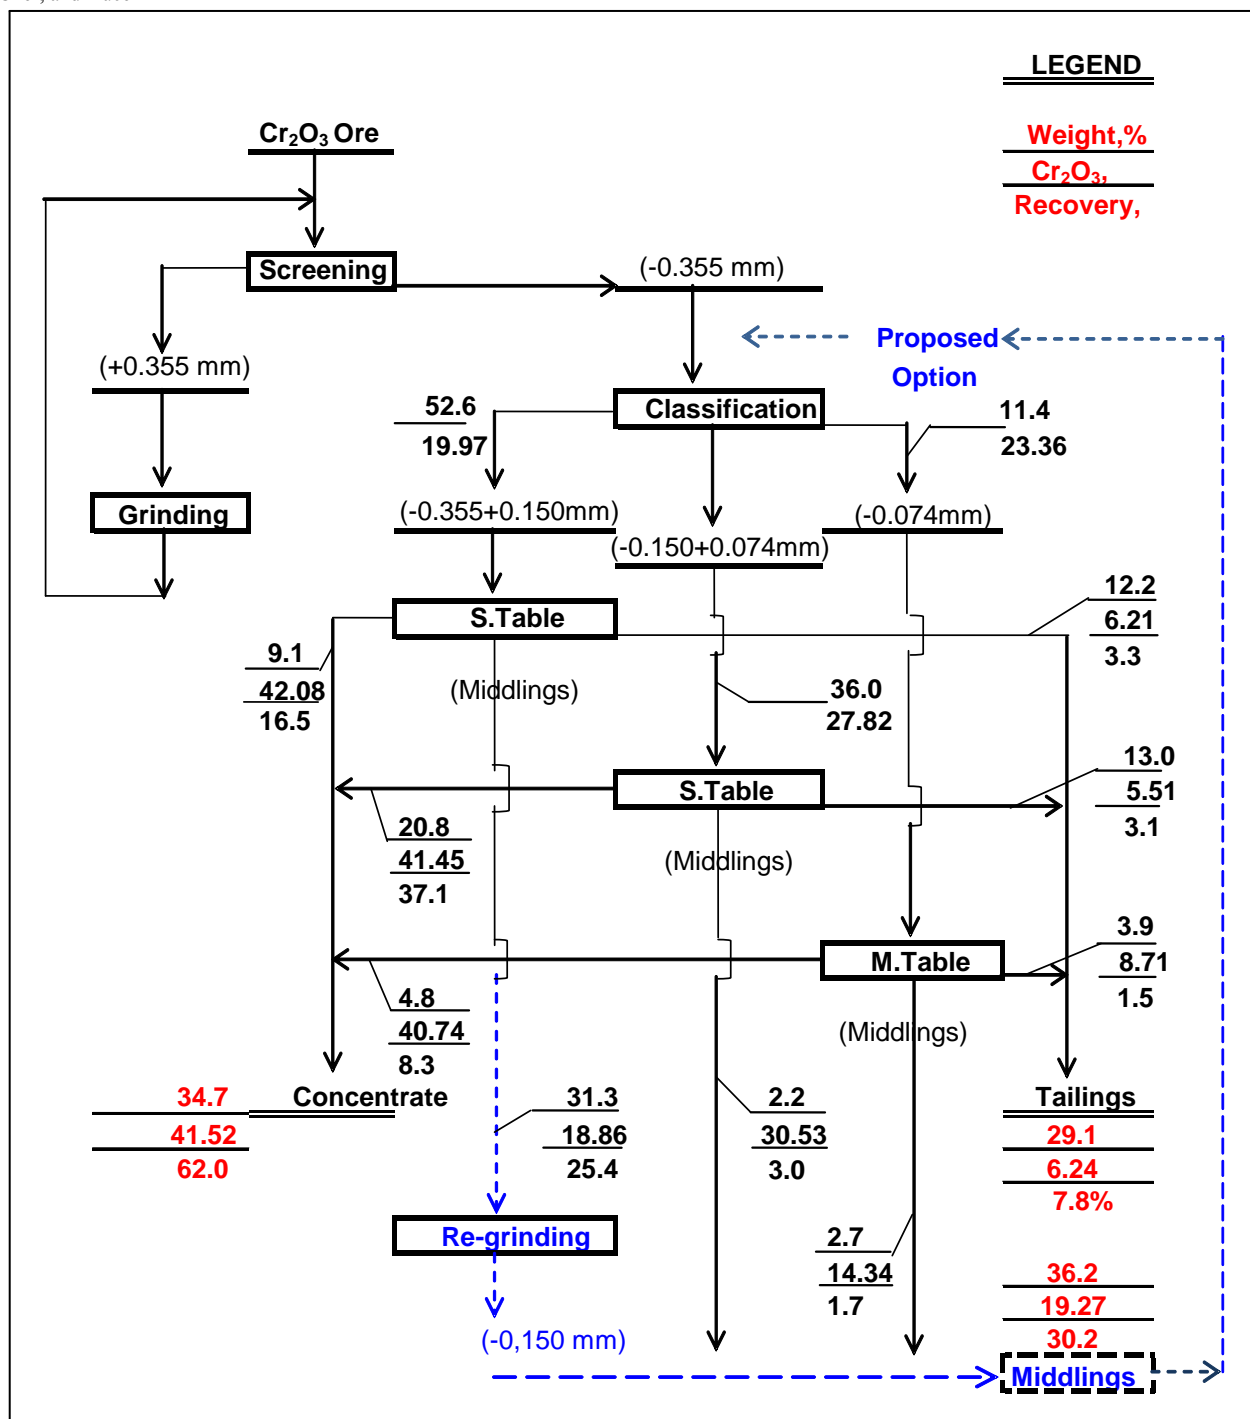 LEGEND
Weight,%
Cr₂O₃,
Recovery,
Cr₂O₃ Ore
Screening
(-0.355 mm)
Proposed
Option
(+0.355 mm)
Classification
52.6
19.97
11.4
23.36
Grinding
(-0.355+0.150mm)
(-0.074mm)
(-0.150+0.074mm)
S.Table
12.2
6.21
3.3
9.1
42.08
16.5
(Middlings)
36.0
27.82
S.Table
13.0
5.51
3.1
20.8
41.45
37.1
(Middlings)
M.Table
3.9
8.71
1.5
4.8
40.74
8.3
(Middlings)
34.7
41.52
62.0
Concentrate
31.3
18.86
25.4
2.2
30.53
3.0
Tailings
29.1
6.24
7.8%
Re-grinding
2.7
14.34
1.7
36.2
19.27
30.2
(-0,150 mm)
Middlings